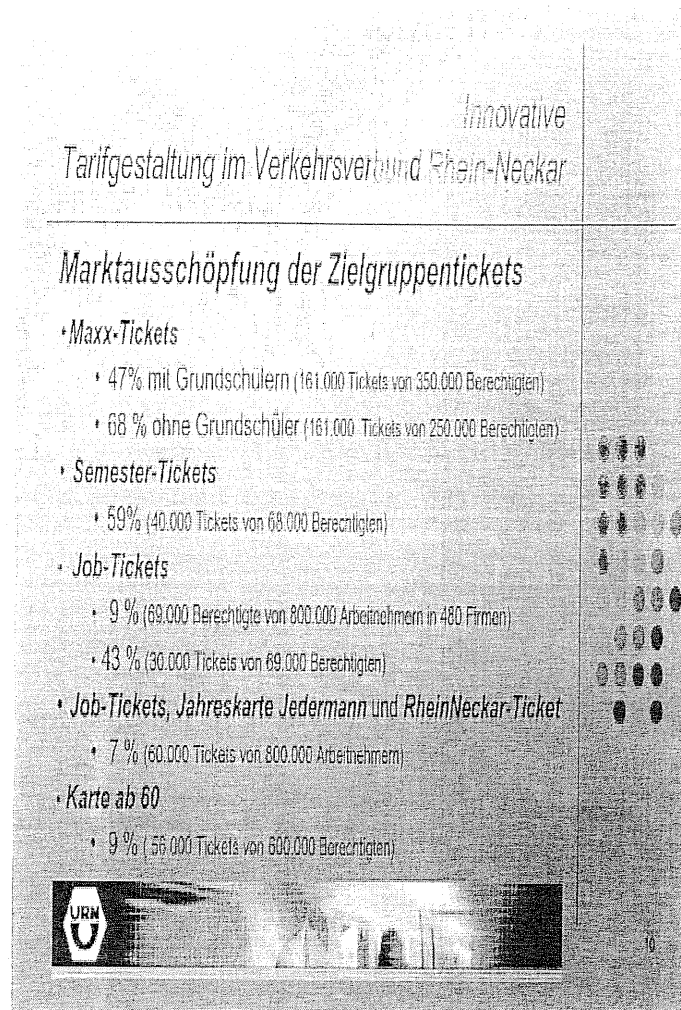 Innovative
Tarifgestaltung im Verkehrsverbund Rhein-Neckar
Marktausschöpfung der Zielgruppentickets
• Maxx-Tickets
• 47% mit Grundschülern (161.000 Tickets von 350.000 Berechtigten)
• 68 % ohne Grundschüler (161.000 Tickets von 250.000 Berechtigten)
• Semester-Tickets
• 59% (40.000 Tickets von 68.000 Berechtigten)
• Job-Tickets
• 9 % (69.000 Berechtigte von 800.000 Arbeitnehmern in 480 Firmen)
• 43 % (30.000 Tickets von 69.000 Berechtigten)
• Job-Tickets, Jahreskarte Jedermann und RheinNeckar-Ticket
• 7 % (60.000 Tickets von 800.000 Arbeitnehmern)
• Karte ab 60
• 9 % ( 56.000 Tickets von 600.000 Berechtigten)
VRN
10